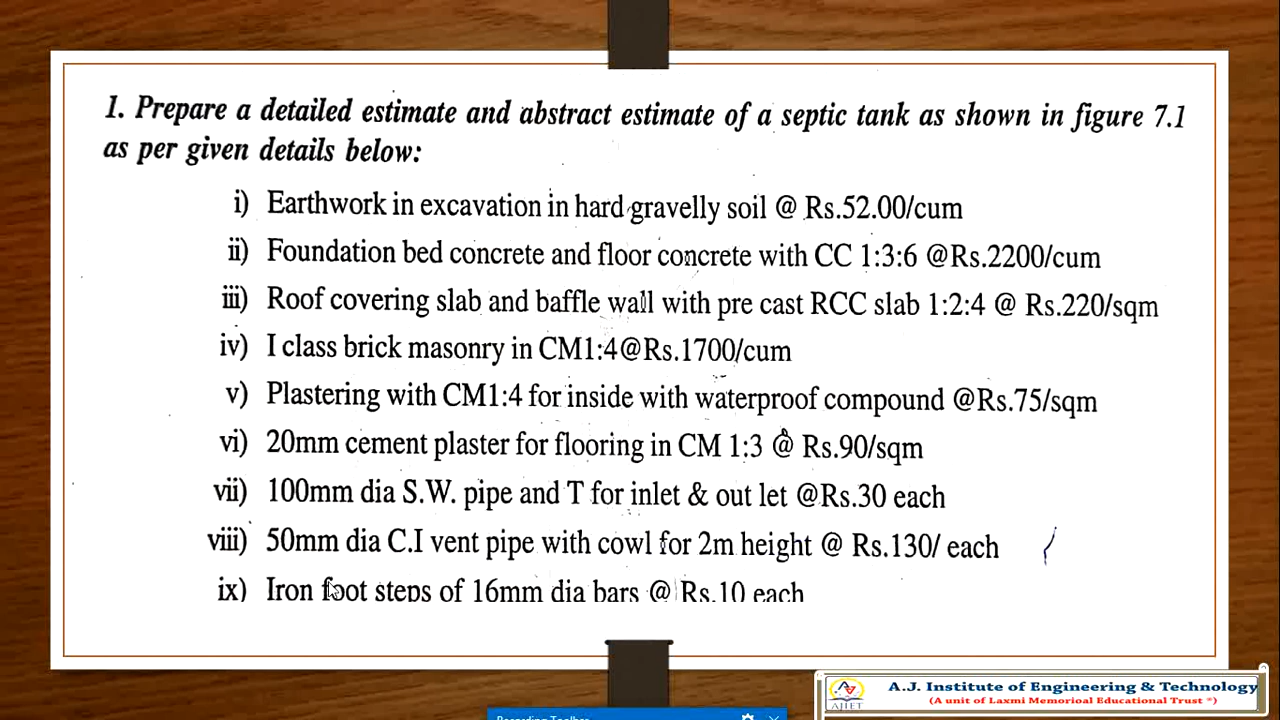 1. Prepare a detailed estimate and abstract estimate of a septic tank as shown in figure 7.1
as per given details below:
i) Earthwork in excavation in hard gravelly soil @ Rs.52.00/cum
ii) Foundation bed concrete and floor concrete with CC 1:3:6 @Rs.2200/cum
iii) Roof covering slab and baffle wall with pre cast RCC slab 1:2:4 @ Rs.220/sqm
iv) I class brick masonry in CM1:4@Rs.1700/cum
v) Plastering with CM1:4 for inside with waterproof compound @Rs.75/sqm
vi) 20mm cement plaster for flooring in CM 1:3 @ Rs.90/sqm
vii) 100mm dia S.W. pipe and T for inlet & out let @Rs.30 each
viii) 50mm dia C.I vent pipe with cowl for 2m height @ Rs.130/ each
ix) Iron foot steps of 16mm dia bars @ Rs.10 each
A.J. Institute of Engineering & Technology
(A unit of Laxmi Memorioal Educational Trust ®)
AJIET
Recording Toolbar